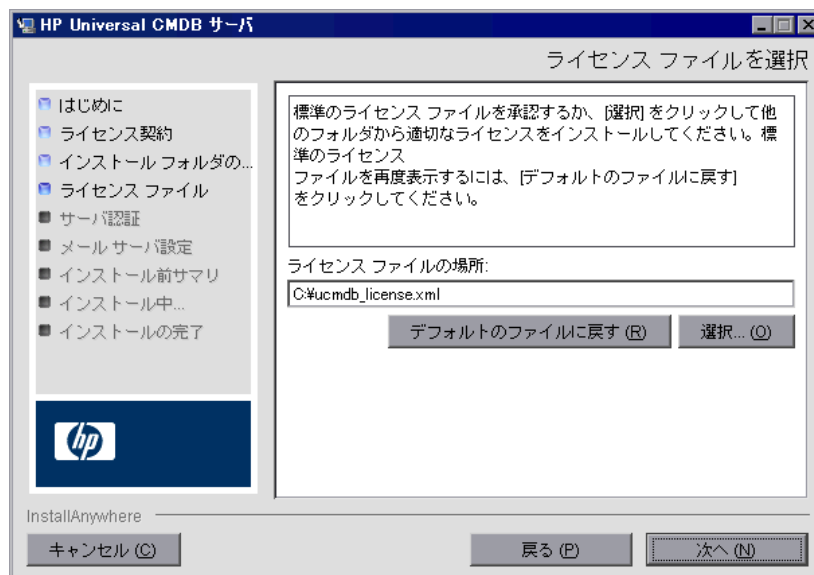 HP Universal CMDB サーバ
ライセンス ファイルを選択
はじめに
ライセンス契約
インストール フォルダの...
ライセンス ファイル
サーバ認証
メール サーバ設定
インストール前サマリ
インストール中...
インストールの完了
標準のライセンス ファイルを承認するか、[選択] をクリックして他
のフォルダから適切なライセンスをインストールしてください。標
準のライセンス
ファイルを再度表示するには、[デフォルトのファイルに戻す]
をクリックしてください。
ライセンス ファイルの場所:
C:¥ucmdb_license.xml
デフォルトのファイルに戻す (R) 選択... (O)
hp
InstallAnywhere
キャンセル (C) 戻る (P) 次へ (N)